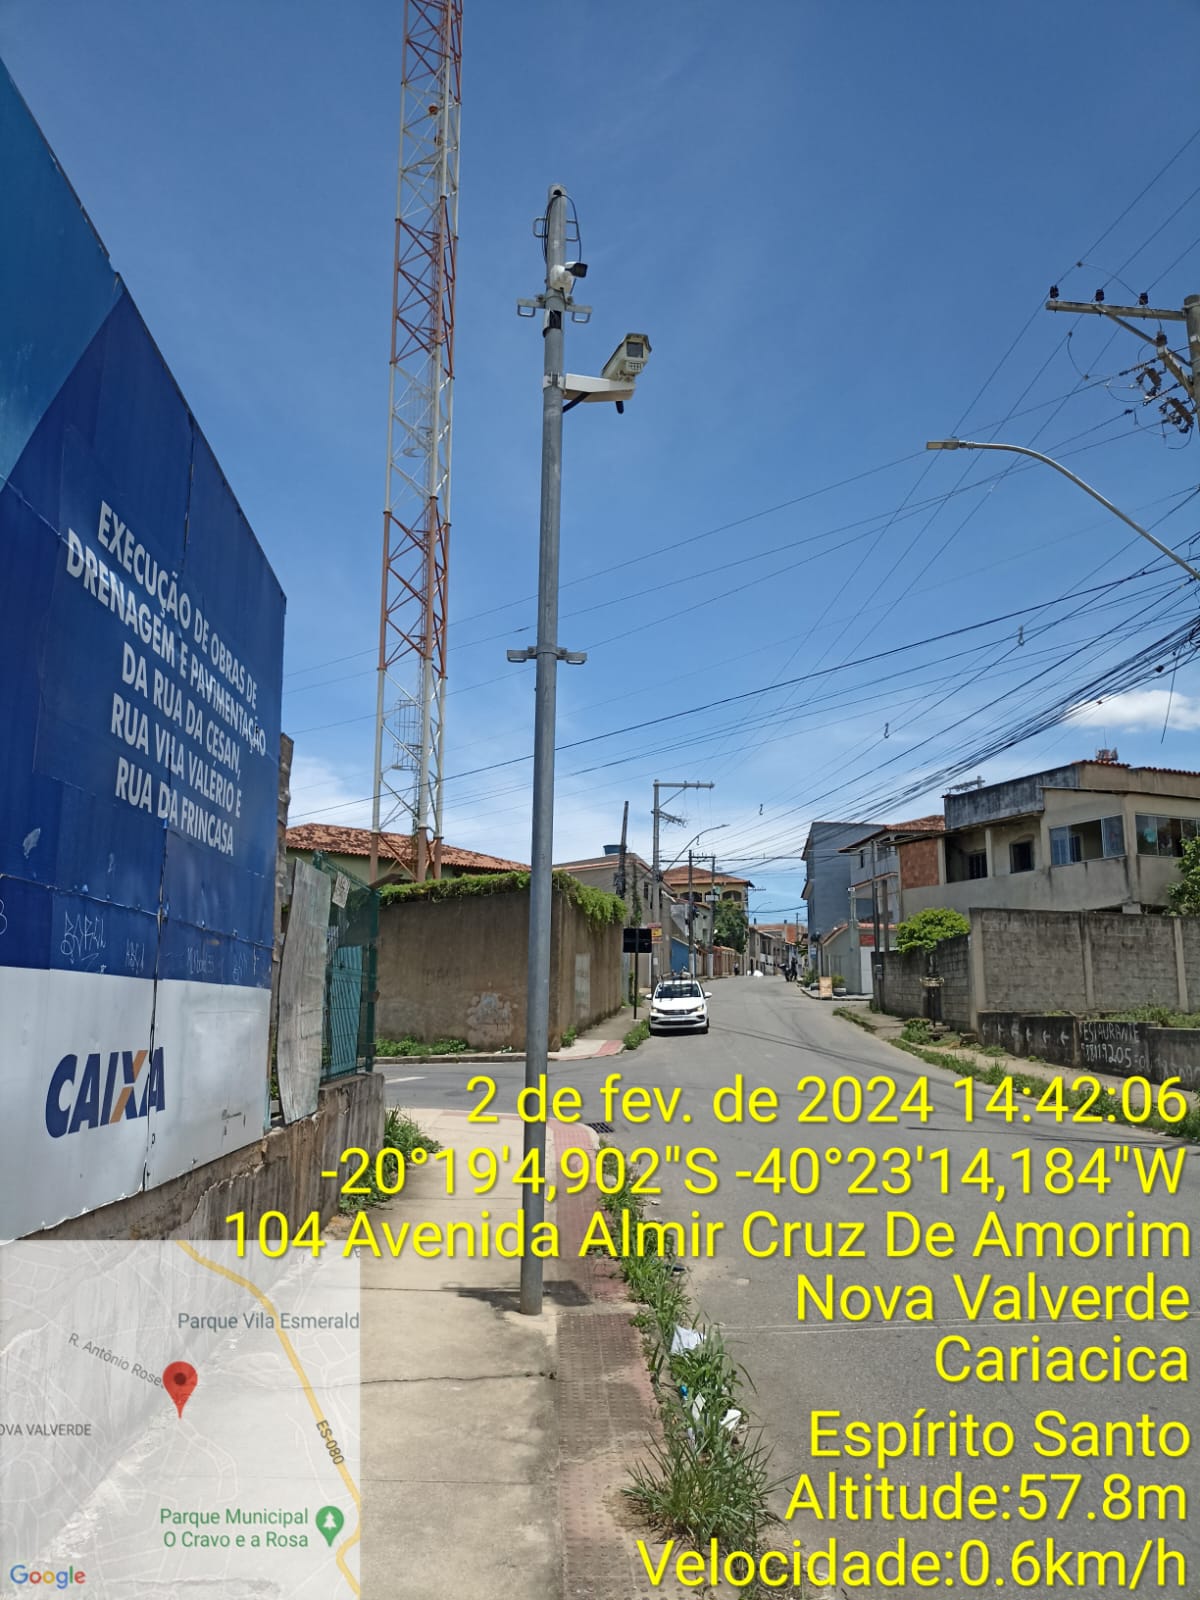 EXECUÇÃO DE OBRAS DE
DRENAGEM E PAVIMENTAÇÃO
DA RUA DA CESAN,
RUA VILA VALÉRIO E
RUA DA FRINCASA
CAIXA
2 de fev. de 2024 14:42:06
-20°19'4,902"S -40°23'14,184"W
104 Avenida Almir Cruz De Amorim
Nova Valverde
Cariacica
Espírito Santo
Altitude:57.8m
Velocidade:0.6km/h
Parque Vila Esmerald
R. Antônio Rose
OVA VALVERDE
ES-080
Parque Municipal
O Cravo e a Rosa
Google